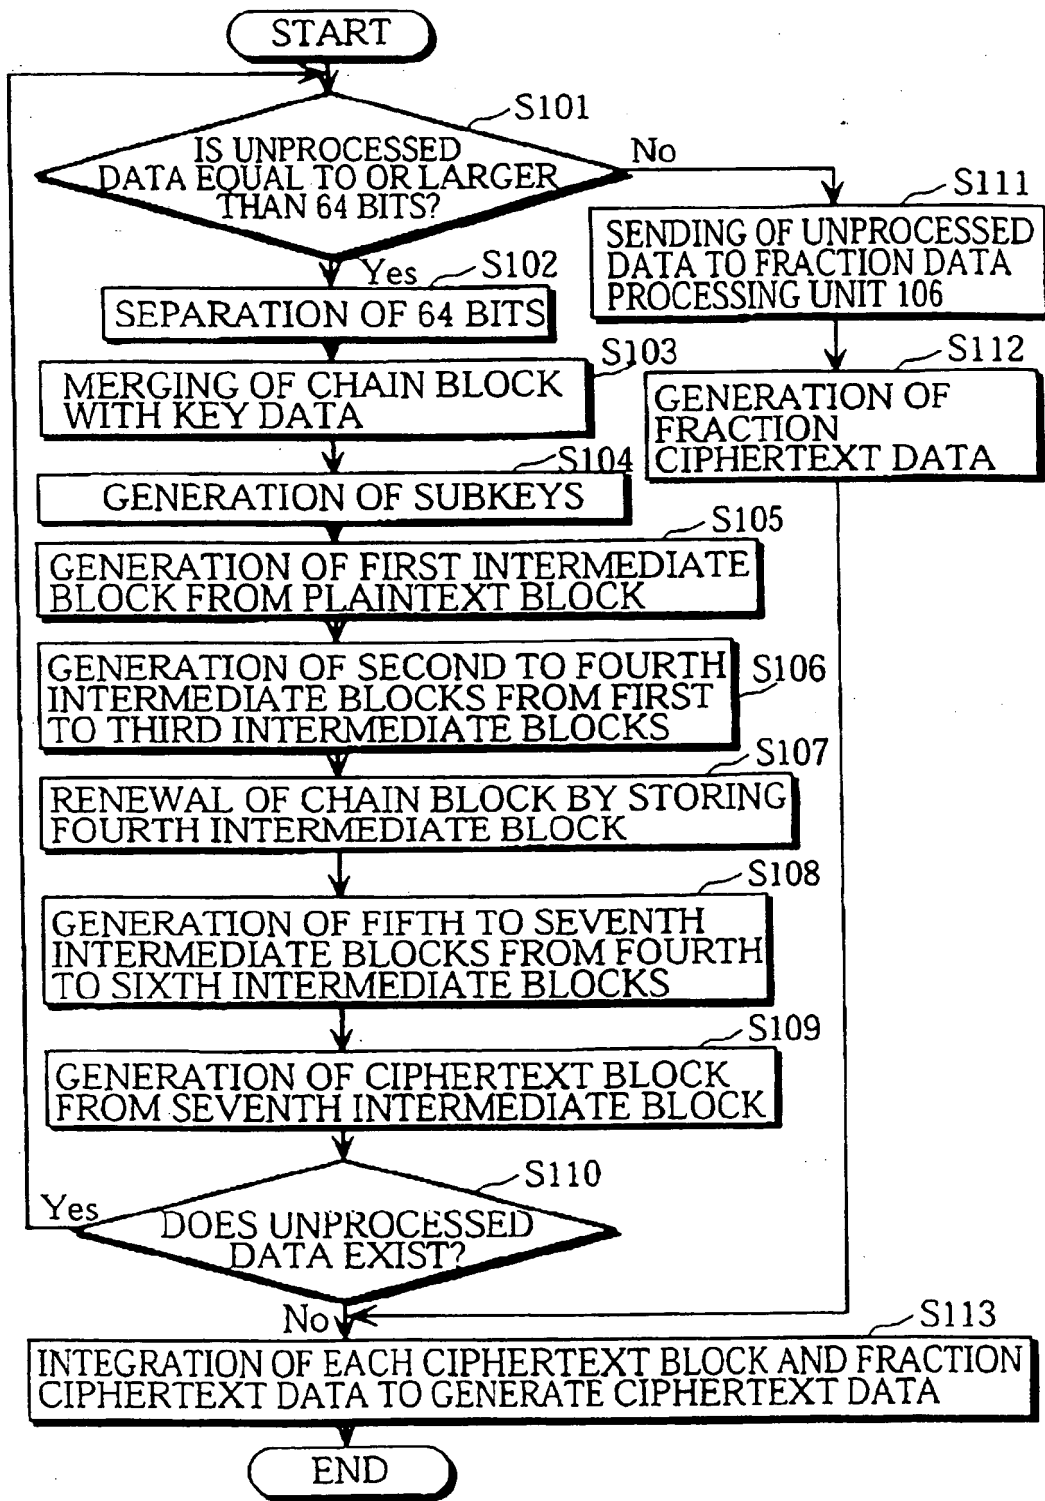 START
S101
IS UNPROCESSED
DATA EQUAL TO OR LARGER
THAN 64 BITS?
No
Yes
S102
SEPARATION OF 64 BITS
S103
MERGING OF CHAIN BLOCK
WITH KEY DATA
S104
GENERATION OF SUBKEYS
S105
GENERATION OF FIRST INTERMEDIATE
BLOCK FROM PLAINTEXT BLOCK
S106
GENERATION OF SECOND TO FOURTH
INTERMEDIATE BLOCKS FROM FIRST
TO THIRD INTERMEDIATE BLOCKS
S107
RENEWAL OF CHAIN BLOCK BY STORING
FOURTH INTERMEDIATE BLOCK
S108
GENERATION OF FIFTH TO SEVENTH
INTERMEDIATE BLOCKS FROM FOURTH
TO SIXTH INTERMEDIATE BLOCKS
S109
GENERATION OF CIPHERTEXT BLOCK
FROM SEVENTH INTERMEDIATE BLOCK
S110
Yes
DOES UNPROCESSED
DATA EXIST?
No
S111
SENDING OF UNPROCESSED
DATA TO FRACTION DATA
PROCESSING UNIT 106
S112
GENERATION OF
FRACTION
CIPHERTEXT DATA
S113
INTEGRATION OF EACH CIPHERTEXT BLOCK AND FRACTION
CIPHERTEXT DATA TO GENERATE CIPHERTEXT DATA
END